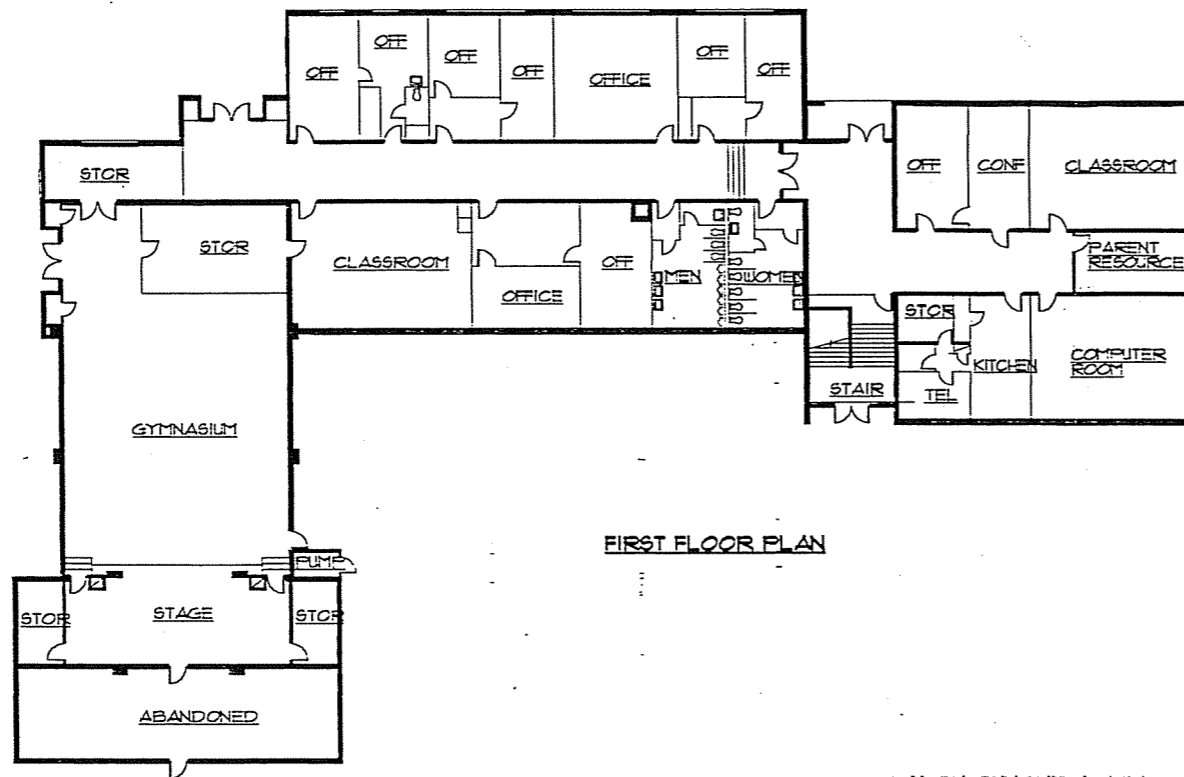 OFF
OFF
OFF
OFF
OFFICE
OFF
OFF
STOR
OFF
CONF
CLASSROOM
STOR
CLASSROOM
OFFICE
OFF
MEN
WOMEN
PARENT
RESOURCE
STOR
KITCHEN
COMPUTER
ROOM
STAIR
TEL
GYMNASIUM
FIRST FLOOR PLAN
PUMP
STOR
STAGE
STOR
ABANDONED